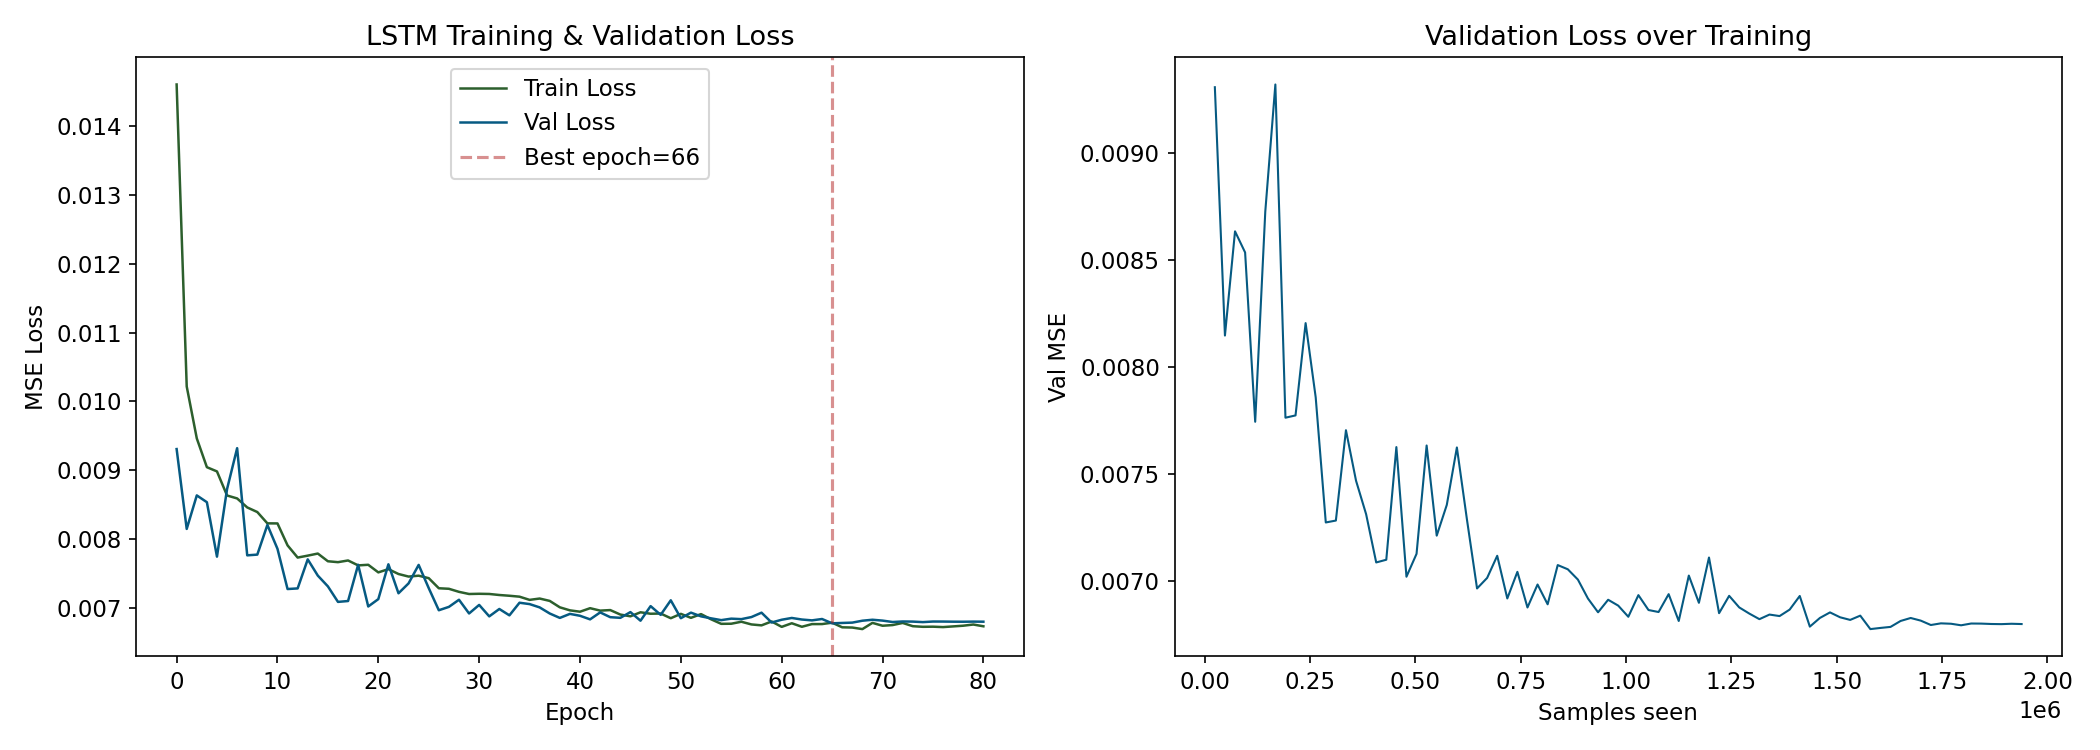 LSTM Training & Validation Loss
Train Loss
Val Loss
Best epoch=66
0.014
0.013
0.012
0.011
0.010
0.009
0.008
0.007
MSE Loss
0 10 20 30 40 50 60 70 80
Epoch
Validation Loss over Training
0.0090
0.0085
0.0080
0.0075
0.0070
Val MSE
0.00 0.25 0.50 0.75 1.00 1.25 1.50 1.75 2.00
1e6
Samples seen